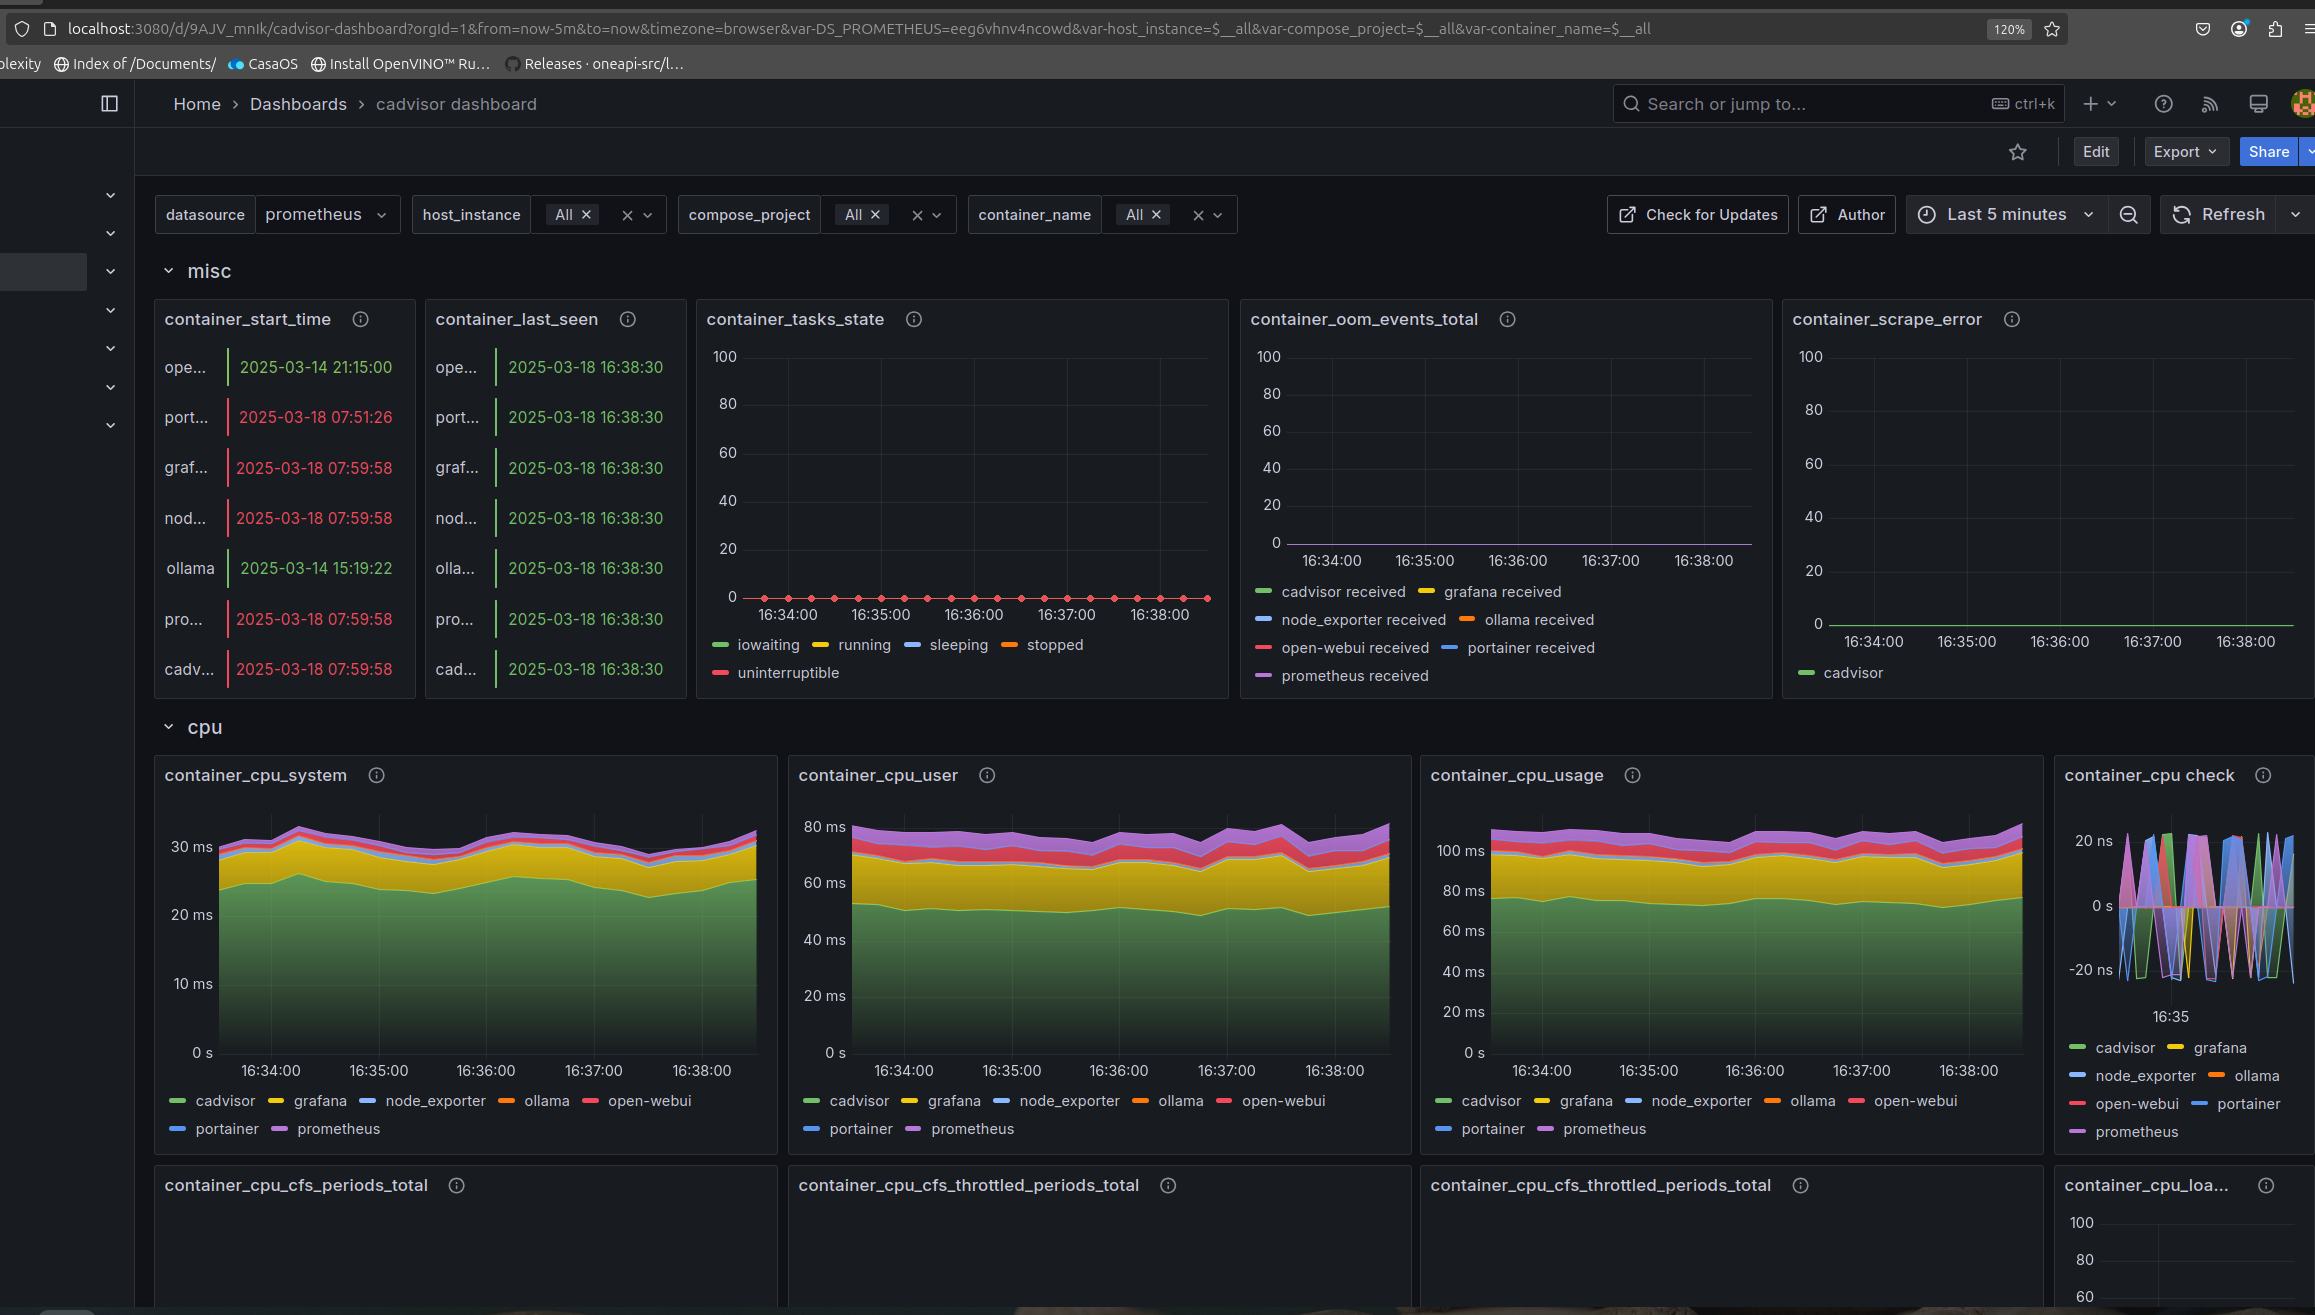 localhost:3080/d/9AJV_mnIk/cadvisor-dashboard?orgId=1&from=now-5m&to=now&timezone=browser&var-DS_PROMETHEUS=eeg6vhnv4ncowd&var-host_instance=$__all&var-compose_project=$__all&var-container_name=$__all 120%
plexity Index of /Documents/ CasaOS Install OpenVINO™ Ru… Releases · oneapi-src/l…
Home › Dashboards › cadvisor dashboard Search or jump to... ctrl+k
Edit Export Share
datasource prometheus host_instance All compose_project All container_name All Check for Updates Author Last 5 minutes Refresh
misc
container_start_time
ope... 2025-03-14 21:15:00
port... 2025-03-18 07:51:26
graf... 2025-03-18 07:59:58
nod... 2025-03-18 07:59:58
ollama 2025-03-14 15:19:22
pro... 2025-03-18 07:59:58
cadv... 2025-03-18 07:59:58
container_last_seen
ope... 2025-03-18 16:38:30
port... 2025-03-18 16:38:30
graf... 2025-03-18 16:38:30
nod... 2025-03-18 16:38:30
olla... 2025-03-18 16:38:30
pro... 2025-03-18 16:38:30
cad... 2025-03-18 16:38:30
container_tasks_state
100
80
60
40
20
0
16:34:00 16:35:00 16:36:00 16:37:00 16:38:00
iowaiting running sleeping stopped
uninterruptible
container_oom_events_total
100
80
60
40
20
0
16:34:00 16:35:00 16:36:00 16:37:00 16:38:00
cadvisor received grafana received
node_exporter received ollama received
open-webui received portainer received
prometheus received
container_scrape_error
100
80
60
40
20
0
16:34:00 16:35:00 16:36:00 16:37:00 16:38:00
cadvisor
cpu
container_cpu_system
30 ms
20 ms
10 ms
0 s
16:34:00 16:35:00 16:36:00 16:37:00 16:38:00
cadvisor grafana node_exporter ollama open-webui
portainer prometheus
container_cpu_user
80 ms
60 ms
40 ms
20 ms
0 s
16:34:00 16:35:00 16:36:00 16:37:00 16:38:00
cadvisor grafana node_exporter ollama open-webui
portainer prometheus
container_cpu_usage
100 ms
80 ms
60 ms
40 ms
20 ms
0 s
16:34:00 16:35:00 16:36:00 16:37:00 16:38:00
cadvisor grafana node_exporter ollama open-webui
portainer prometheus
container_cpu check
20 ns
0 s
-20 ns
16:35
cadvisor grafana
node_exporter ollama
open-webui portainer
prometheus
container_cpu_cfs_periods_total
container_cpu_cfs_throttled_periods_total
container_cpu_cfs_throttled_periods_total
container_cpu_loa...
100
80
60